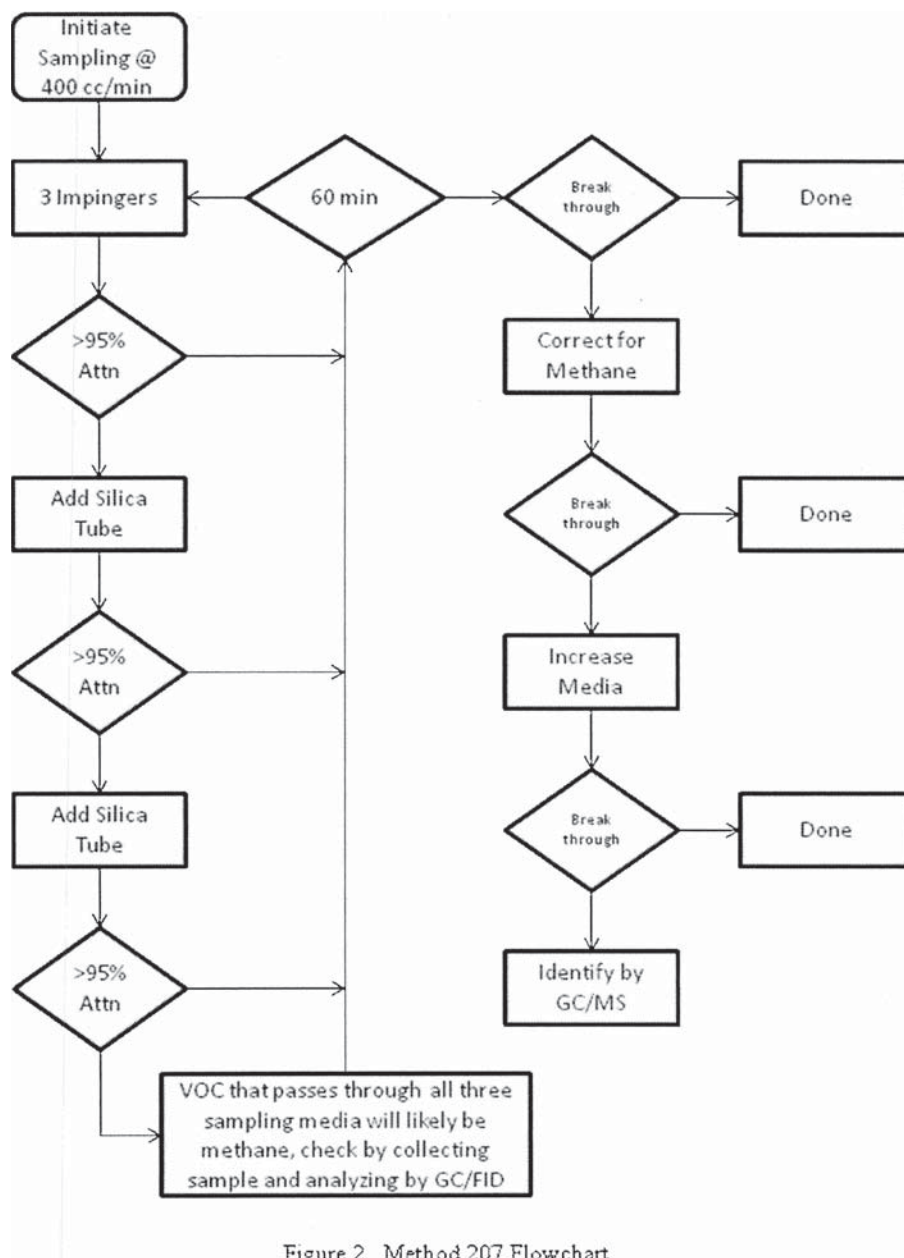 Initiate
Sampling @
400 cc/min
3 Impingers
60 min
Break
through
Done
>95%
Attn
Correct for
Methane
Add Silica
Tube
Break
through
Done
>95%
Attn
Increase
Media
Add Silica
Tube
Break
through
Done
>95%
Attn
Identify by
GC/MS
VOC that passes through all three
sampling media will likely be
methane, check by collecting
sample and analyzing by GC/FID
Figure 2. Method 207 Flowchart